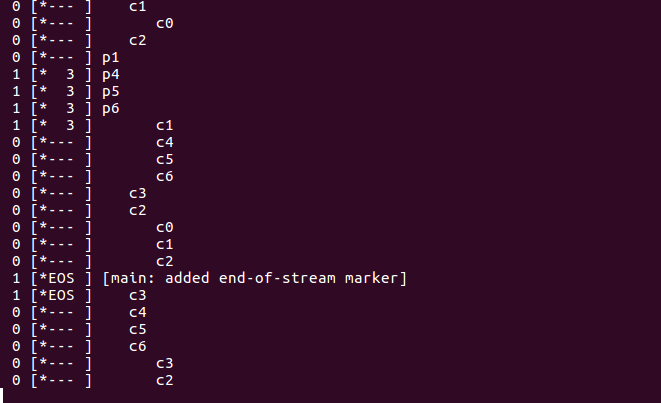 0 [*--- ]    c1
0 [*--- ]       c0
0 [*--- ]    c2
0 [*--- ] p1
1 [*  3 ] p4
1 [*  3 ] p5
1 [*  3 ] p6
1 [*  3 ]       c1
0 [*--- ]       c4
0 [*--- ]       c5
0 [*--- ]       c6
0 [*--- ]    c3
0 [*--- ]    c2
0 [*--- ]       c0
0 [*--- ]       c1
0 [*--- ]       c2
1 [*EOS ] [main: added end-of-stream marker]
1 [*EOS ]    c3
0 [*--- ]    c4
0 [*--- ]    c5
0 [*--- ]    c6
0 [*--- ]       c3
0 [*--- ]       c2